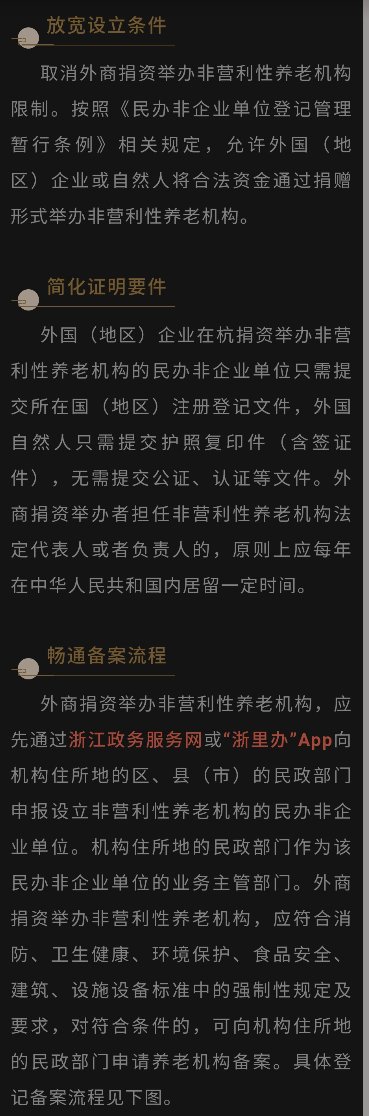 放宽设立条件
取消外商捐资举办非营利性养老机构
限制。按照《民办非企业单位登记管理
暂行条例》相关规定，允许外国（地
区）企业或自然人将合法资金通过捐赠
形式举办非营利性养老机构。
简化证明要件
外国（地区）企业在杭捐资举办非营
利性养老机构的民办非企业单位只需提
交所在国（地区）注册登记文件，外国
自然人只需提交护照复印件（含签证
件），无需提交公证、认证等文件。外
商捐资举办者担任非营利性养老机构法
定代表人或者负责人的，原则上应每年
在中华人民共和国内居留一定时间。
畅通备案流程
外商捐资举办非营利性养老机构，应
先通过浙江政务服务网或“浙里办”App向
机构住所地的区、县（市）的民政部门
申报设立非营利性养老机构的民办非企
业单位。机构住所地的民政部门作为该
民办非企业单位的业务主管部门。外商
捐资举办非营利性养老机构，应符合消
防、卫生健康、环境保护、食品安全、
建筑、设施设备标准中的强制性规定及
要求，对符合条件的，可向机构住所地
的民政部门申请养老机构备案。具体登
记备案流程见下图。